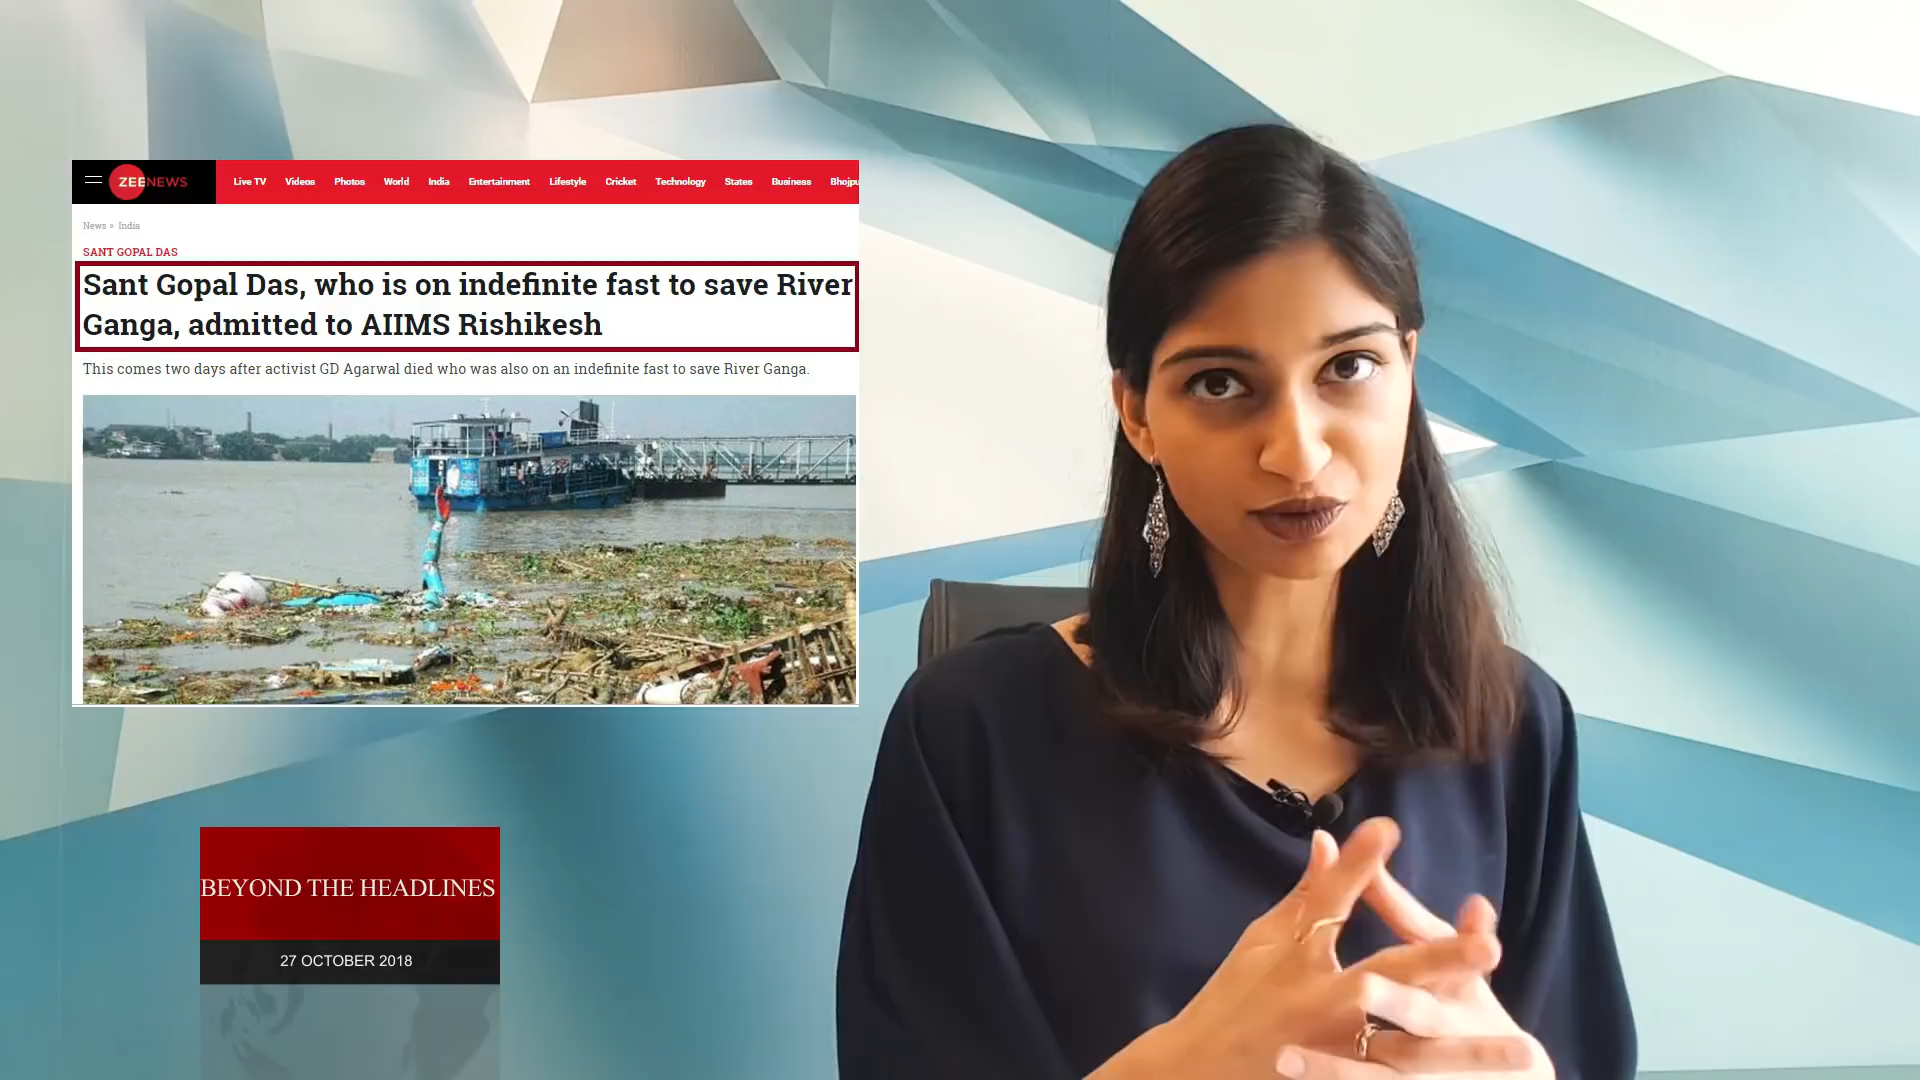 ZEENEWS
Live TV Videos Photos World India Entertainment Lifestyle Cricket Technology States Business Bhojpu
News » India
SANT GOPAL DAS
Sant Gopal Das, who is on indefinite fast to save River
Ganga, admitted to AIIMS Rishikesh
This comes two days after activist GD Agarwal died who was also on an indefinite fast to save River Ganga.
BEYOND THE HEADLINES
27 OCTOBER 2018